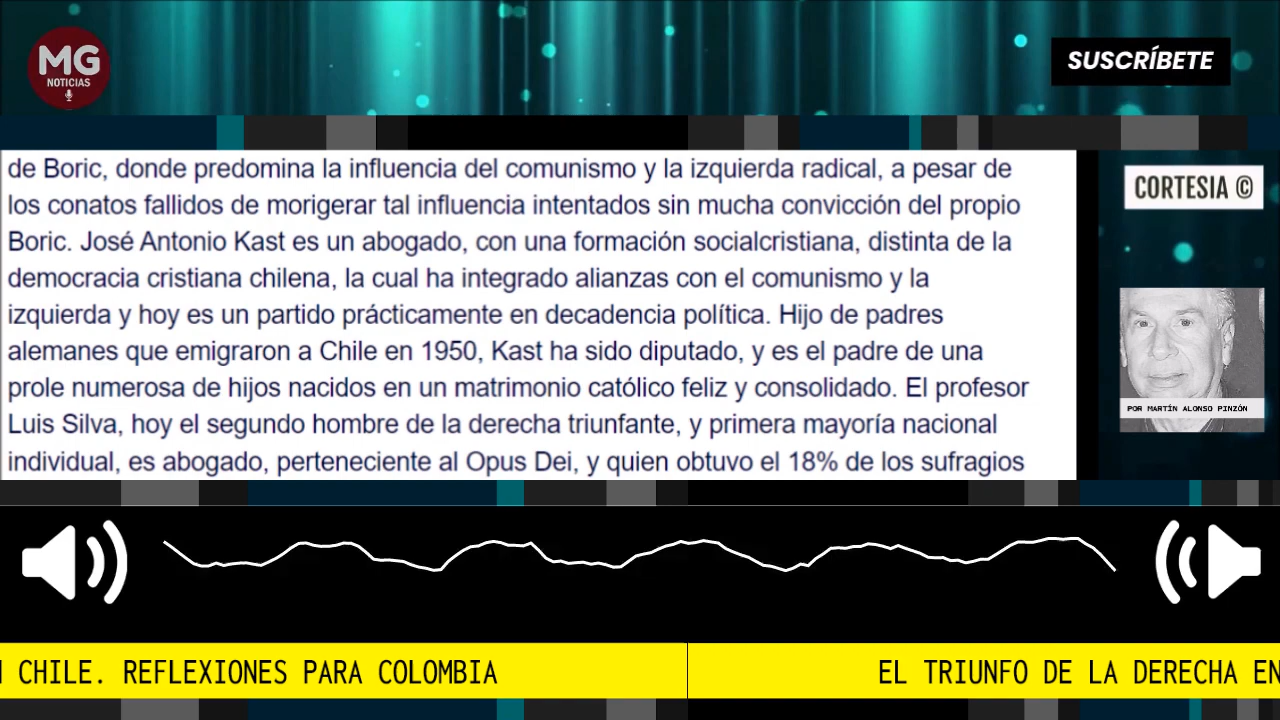 MG
NOTICIAS
SUSCRÍBETE
de Boric, donde predomina la influencia del comunismo y la izquierda radical, a pesar de
los conatos fallidos de morigerar tal influencia intentados sin mucha convicción del propio
Boric. José Antonio Kast es un abogado, con una formación socialcristiana, distinta de la
democracia cristiana chilena, la cual ha integrado alianzas con el comunismo y la
izquierda y hoy es un partido prácticamente en decadencia política. Hijo de padres
alemanes que emigraron a Chile en 1950, Kast ha sido diputado, y es el padre de una
prole numerosa de hijos nacidos en un matrimonio católico feliz y consolidado. El profesor
Luis Silva, hoy el segundo hombre de la derecha triunfante, y primera mayoría nacional
individual, es abogado, perteneciente al Opus Dei, y quien obtuvo el 18% de los sufragios
CORTESIA ©
POR MARTÍN ALONSO PINZÓN
CHILE. REFLEXIONES PARA COLOMBIA
EL TRIUNFO DE LA DERECHA EN